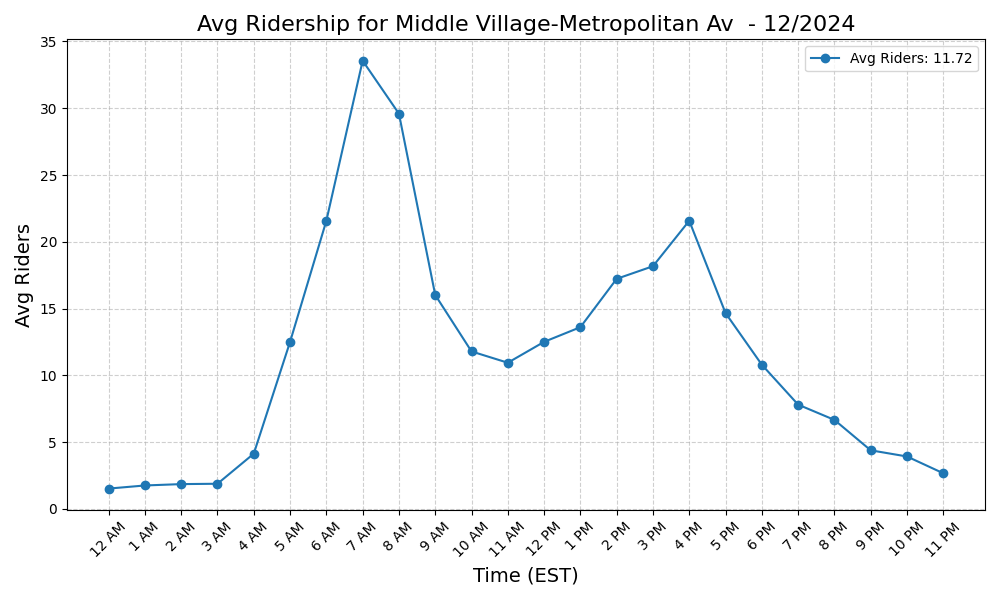 Avg Ridership for Middle Village-Metropolitan Av  - 12/2024
Avg Riders: 11.72
Avg Riders
35
30
25
20
15
10
5
0
12 AM
1 AM
2 AM
3 AM
4 AM
5 AM
6 AM
7 AM
8 AM
9 AM
10 AM
11 AM
12 PM
1 PM
2 PM
3 PM
4 PM
5 PM
6 PM
7 PM
8 PM
9 PM
10 PM
11 PM
Time (EST)